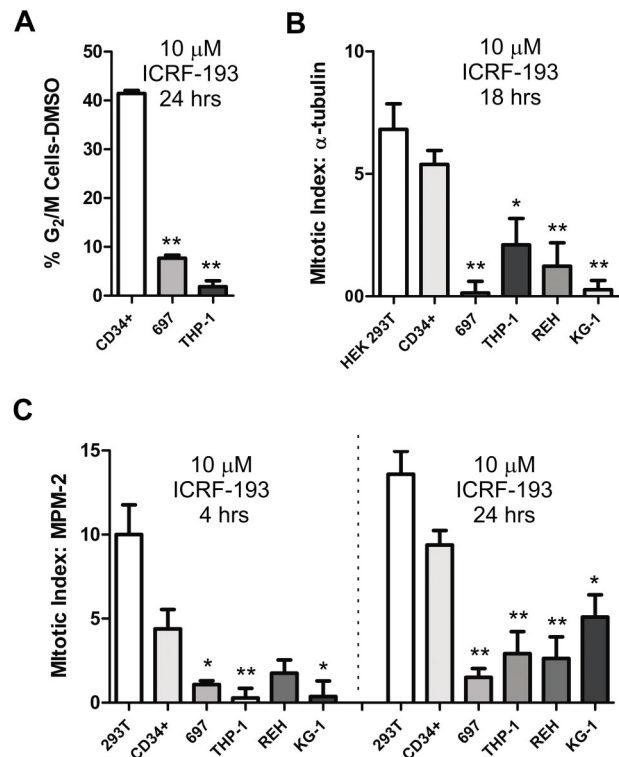 A
10 µM
ICRF-193
24 hrs
% G2/M Cells-DMSO
50
40
30
20
10
0
**
**
CD34+
697
THP-1
B
10 µM
ICRF-193
18 hrs
MItotic Index: α-tubulin
10
5
00
**
*
**
**
HEK 293T
CD34+
697
THP-1
REH
KG-1
C
10 µM
ICRF-193
4 hrs
10 µM
ICRF-193
24 hrs
MItotic Index: MPM-2
15
10
5
0
*
**
*
**
**
**
*
293T
CD34+
697
THP-1
REH
KG-1
293T
CD34+
697
THP-1
REH
KG-1